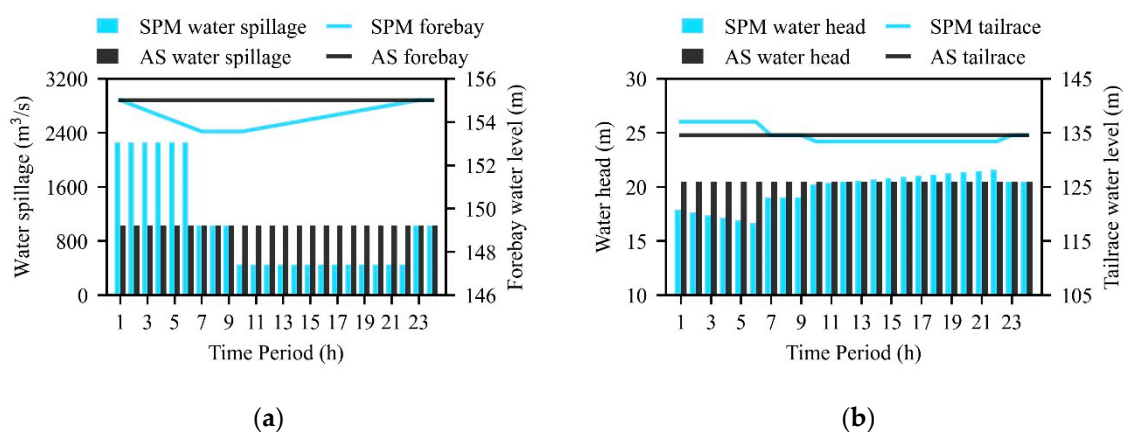 SPM water spillage SPM forebay
AS water spillage AS forebay
3200
2400
1600
800
0
Water spillage (m³/s)
156
154
153
151
150
149
147
146
Forebay water level (m)
1 3 5 7 9 11 13 15 17 19 21 23
Time Period (h)
(a)
SPM water head SPM tailrace
AS water head AS tailrace
30
25
20
15
10
Water head (m)
145
135
125
115
105
Tailrace water level (m)
1 3 5 7 9 11 13 15 17 19 21 23
Time Period (h)
(b)